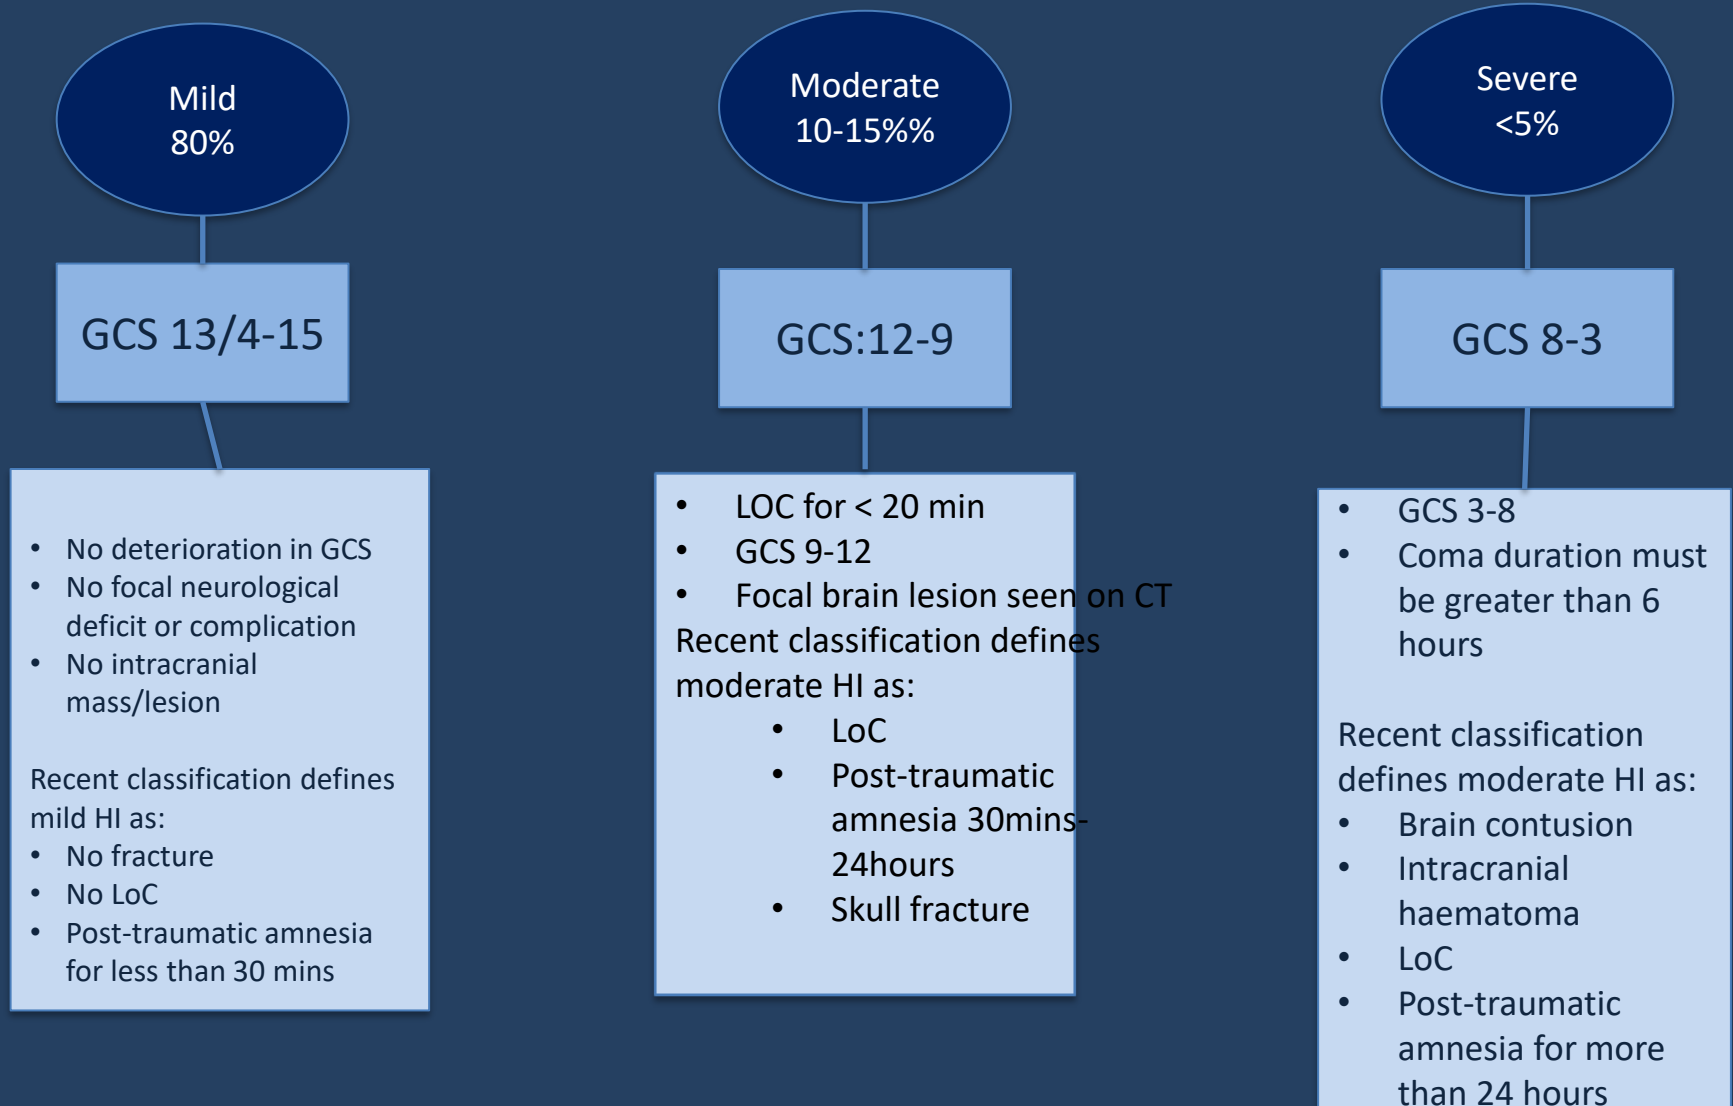 Mild
80%
GCS 13/4-15
• No deterioration in GCS
• No focal neurological
deficit or complication
• No intracranial
mass/lesion
Recent classification defines
mild HI as:
• No fracture
• No LoC
• Post-traumatic amnesia
for less than 30 mins
Moderate
10-15%%
GCS:12-9
• LOC for < 20 min
• GCS 9-12
• Focal brain lesion seen on CT
Recent classification defines
moderate HI as:
• LoC
• Post-traumatic
amnesia 30mins-
24hours
• Skull fracture
Severe
<5%
GCS 8-3
• GCS 3-8
• Coma duration must
be greater than 6
hours
Recent classification
defines moderate HI as:
• Brain contusion
• Intracranial
haematoma
• LoC
• Post-traumatic
amnesia for more
than 24 hours